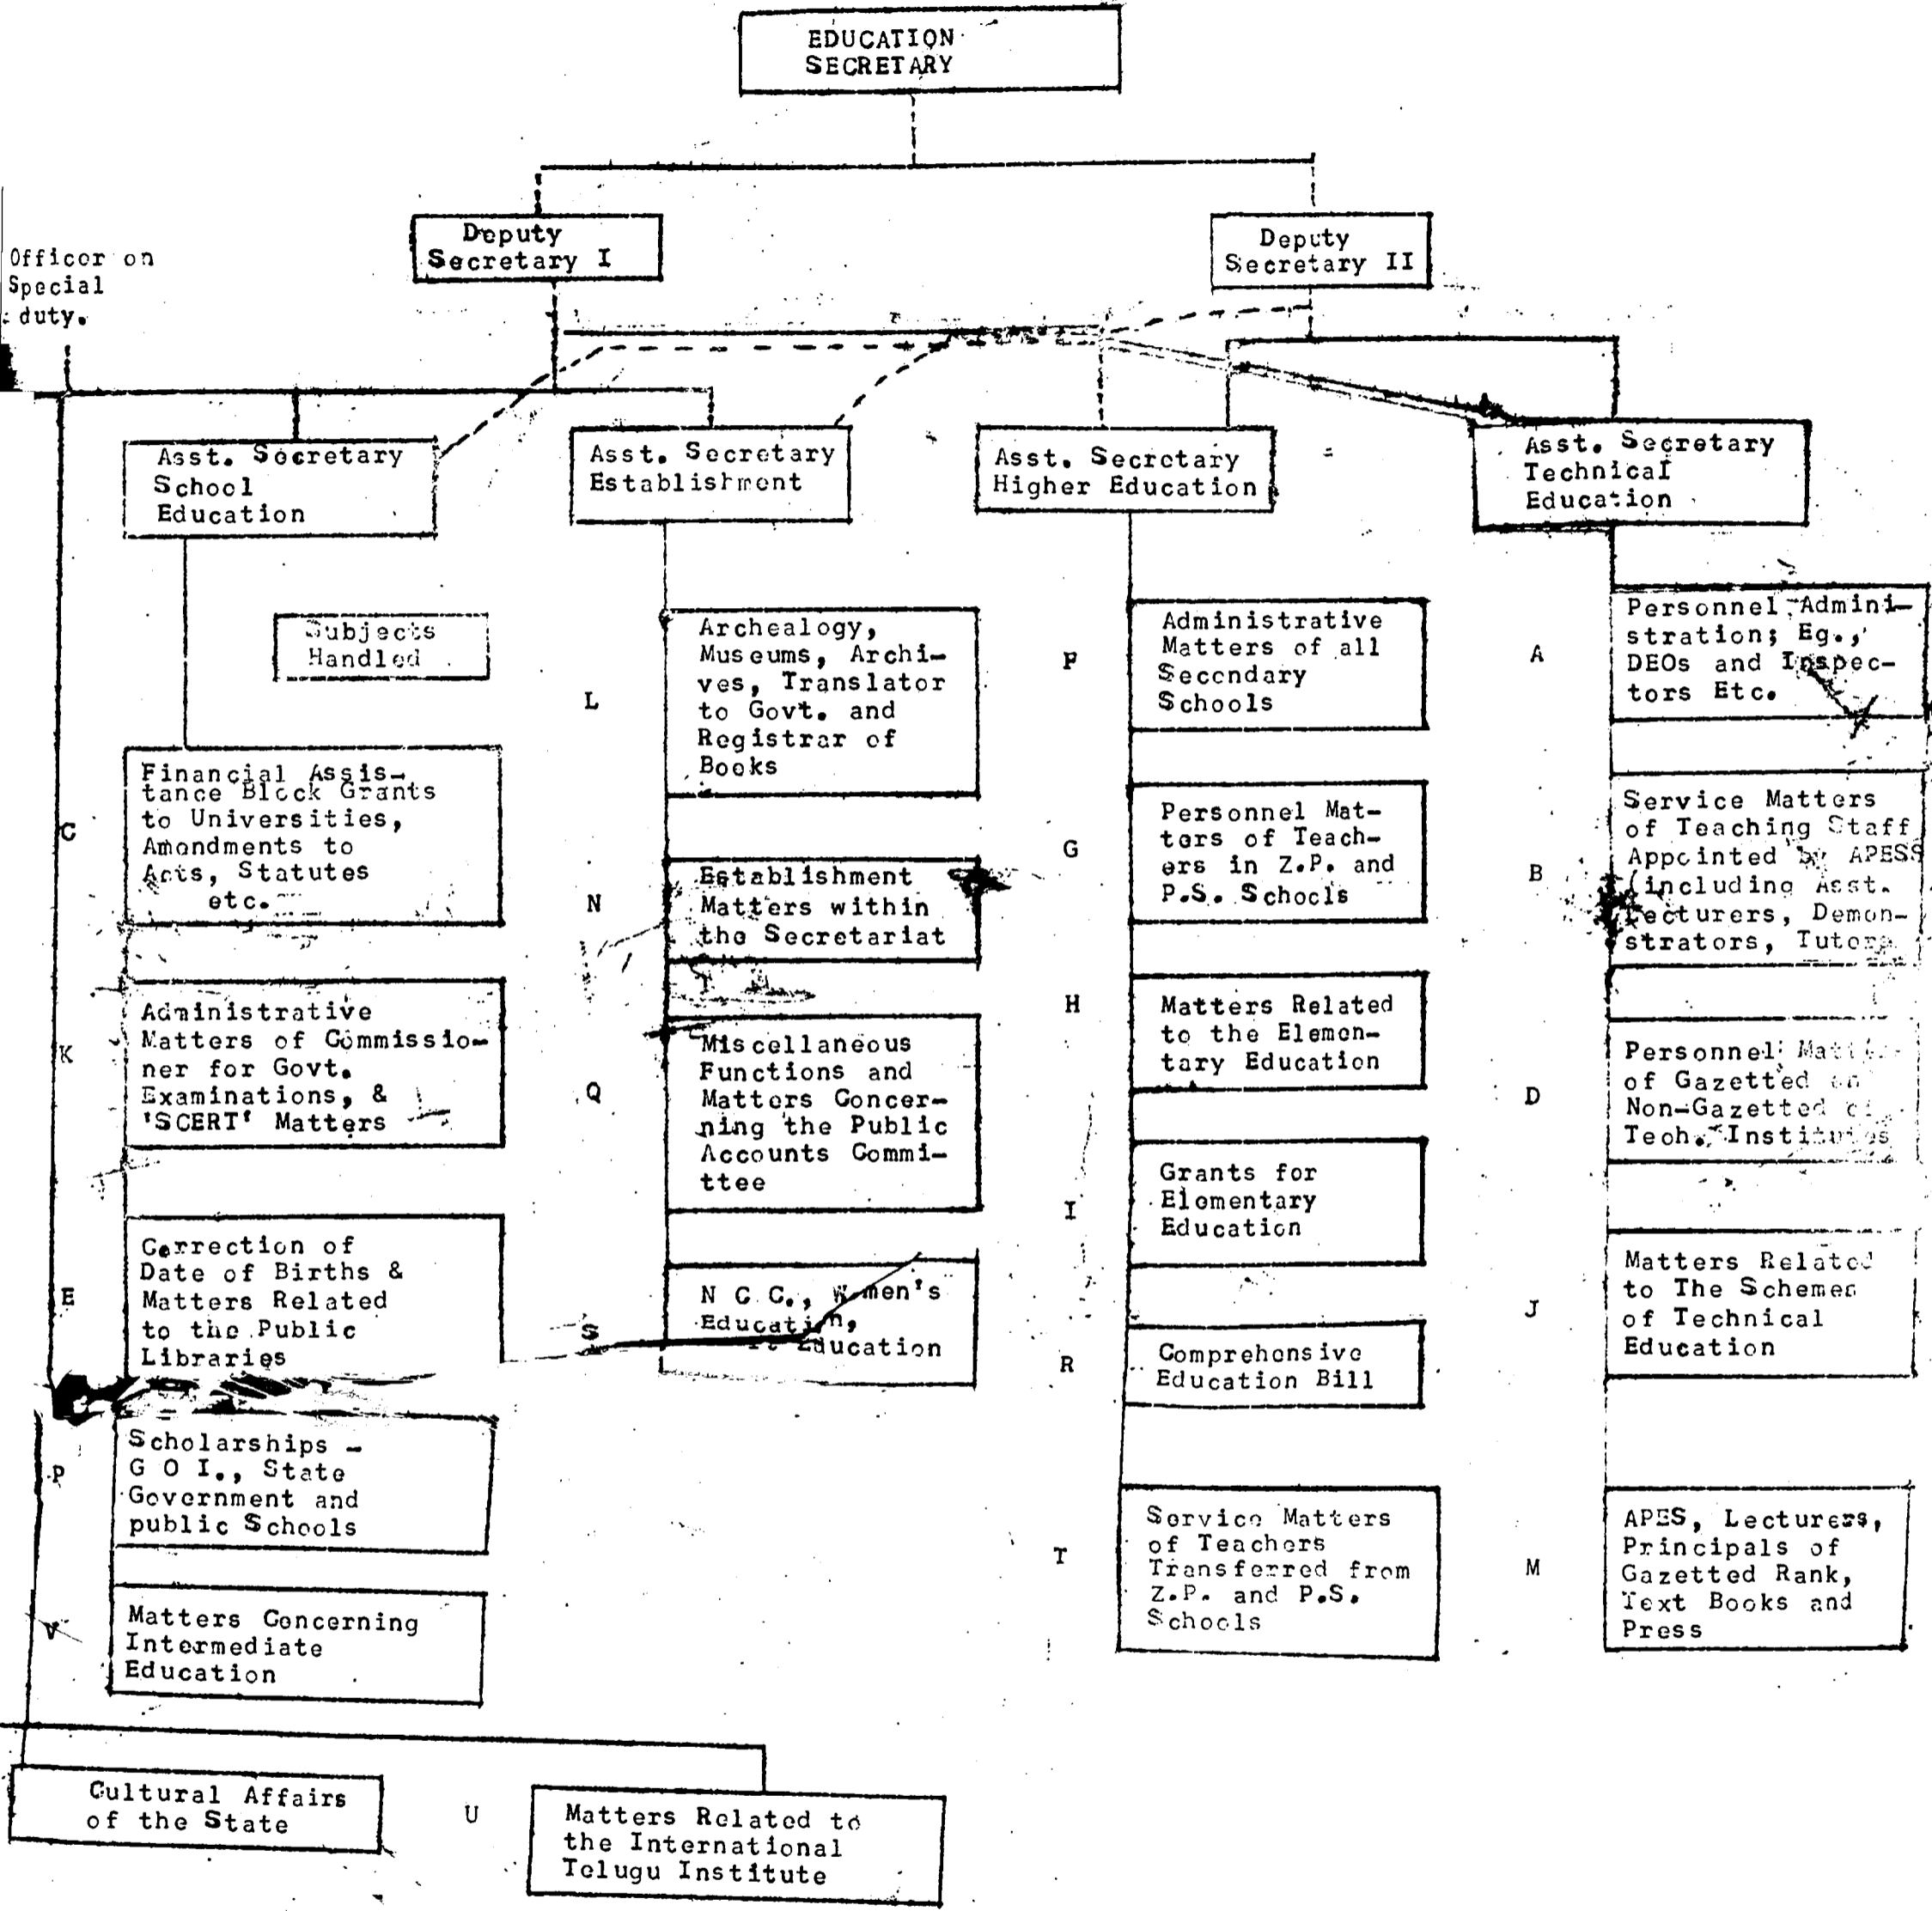 EDUCATION
SECRETARY
Deputy
Secretary I
Deputy
Secretary II
Officer on
Special
duty.
Asst. Secretary
School
Education
Asst. Secretary
Establishment
Asst. Secretary
Higher Education
Asst. Secretary
Technical
Education
Subjects
Handled
C
Financial Assis-
tance Block Grants
to Universities,
Amendments to
Acts, Statutes
etc.
K
Administrative
Matters of Commissio-
ner for Govt.
Examinations, &
'SCERT' Matters
E
Correction of
Date of Births &
Matters Related
to the Public
Libraries
P
Scholarships -
G O I., State
Government and
public Schools
V
Matters Concerning
Intermediate
Education
L
Archealogy,
Museums, Archi-
ves, Translator
to Govt. and
Registrar of
Books
N
Establishment
Matters within
the Secretariat
Q
Miscellaneous
Functions and
Matters Concer-
ning the Public
Accounts Commi-
ttee
S
N C C., Women's
Education,
Education
F
Administrative
Matters of all
Secondary
Schools
G
Personnel Mat-
ters of Teach-
ers in Z.P. and
P.S. Schools
H
Matters Related
to the Elemen-
tary Education
I
Grants for
Elementary
Education
R
Comprehensive
Education Bill
T
Service Matters
of Teachers
Transferred from
Z.P. and P.S.
Schools
A
Personnel Admini-
stration; Eg.,
DEOs and Inspec-
tors Etc.
B
Service Matters
of Teaching Staff
Appointed by APESS
(including Asst.
Lecturers, Demon-
strators, Tutors
D
Personnel
of Gazetted
Non-Gazetted
Tech. Institutes
J
Matters Related
to The Schemes
of Technical
Education
M
APES, Lecturers,
Principals of
Gazetted Rank,
Text Books and
Press
Cultural Affairs
of the State
U
Matters Related to
the International
Telugu Institute